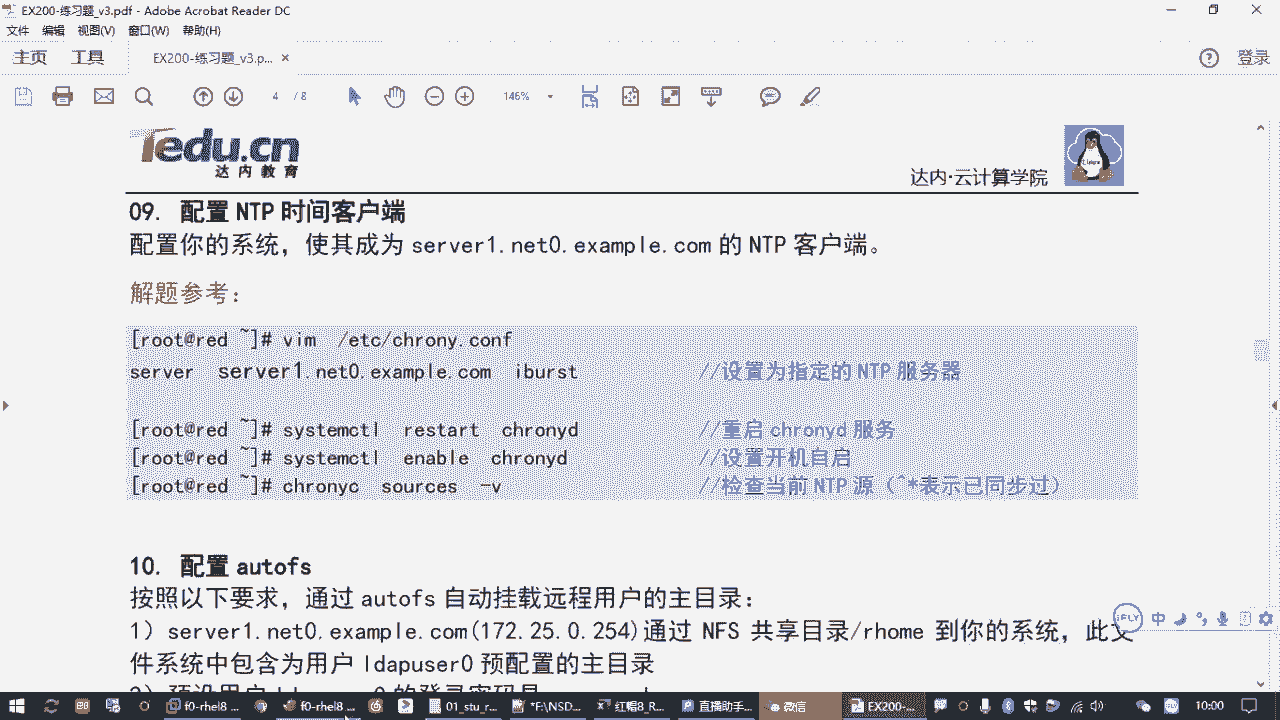 EX200-练习题_v3.pdf - Adobe Acrobat Reader DC
文件 编辑 视图(V) 窗口(W) 帮助(H)
主页 工具 EX200-练习题_v3.p... × 登录
4 / 8 146%
Tedu.cn
达内教育
达内·云计算学院
09. 配置 NTP 时间客户端
配置你的系统，使其成为 server1.net0.example.com 的 NTP 客户端。
解题参考：
[root@red ~]# vim /etc/chrony.conf
server server1.net0.example.com iburst //设置为指定的 NTP 服务器
[root@red ~]# systemctl restart chronyd //重启 chronyd 服务
[root@red ~]# systemctl enable chronyd //设置开机自启
[root@red ~]# chronyc sources -v //检查当前 NTP 源（^*表示已同步过）
10. 配置 autofs
按照以下要求，通过 autofs 自动挂载远程用户的主目录：
1）server1.net0.example.com(172.25.0.254)通过 NFS 共享目录/rhome 到你的系统，此文
件系统中包含为用户 ldapuser0 预配置的主目录
iFLY 中
f0-rhel8 ... f0-rhel8 ... 01_stu_r... *F:\NSD... 红帽8_R... 直播助手... 微信 EX200-... 10:00